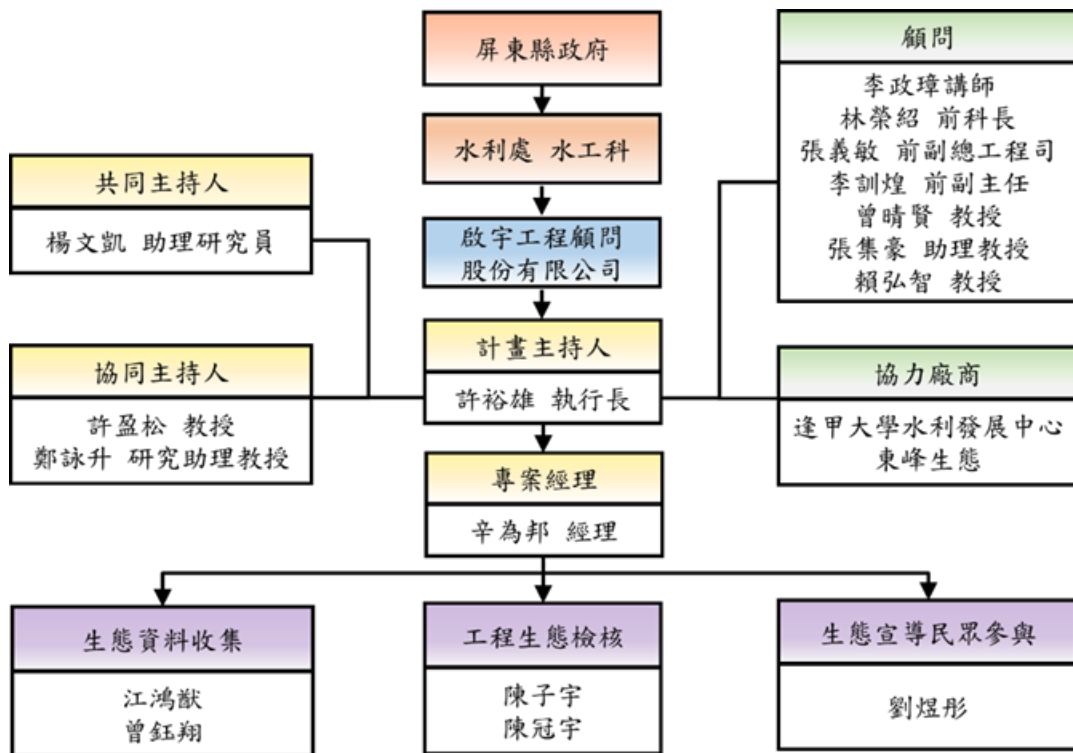 屏東縣政府
水利處 水工科
啟宇工程顧問
股份有限公司
共同主持人
楊文凱 助理研究員
協同主持人
許盈松 教授
鄭詠升 研究助理教授
計畫主持人
許裕雄 執行長
顧問
李政璋講師
林榮紹 前科長
張義敏 前副總工程司
李訓煌 前副主任
曾晴賢 教授
張集豪 助理教授
賴弘智 教授
協力廠商
逢甲大學水利發展中心
東峰生態
專案經理
辛為邦 經理
生態資料收集
江鴻猷
曾鈺翔
工程生態檢核
陳子宇
陳冠宇
生態宣導民眾參與
劉煜彤